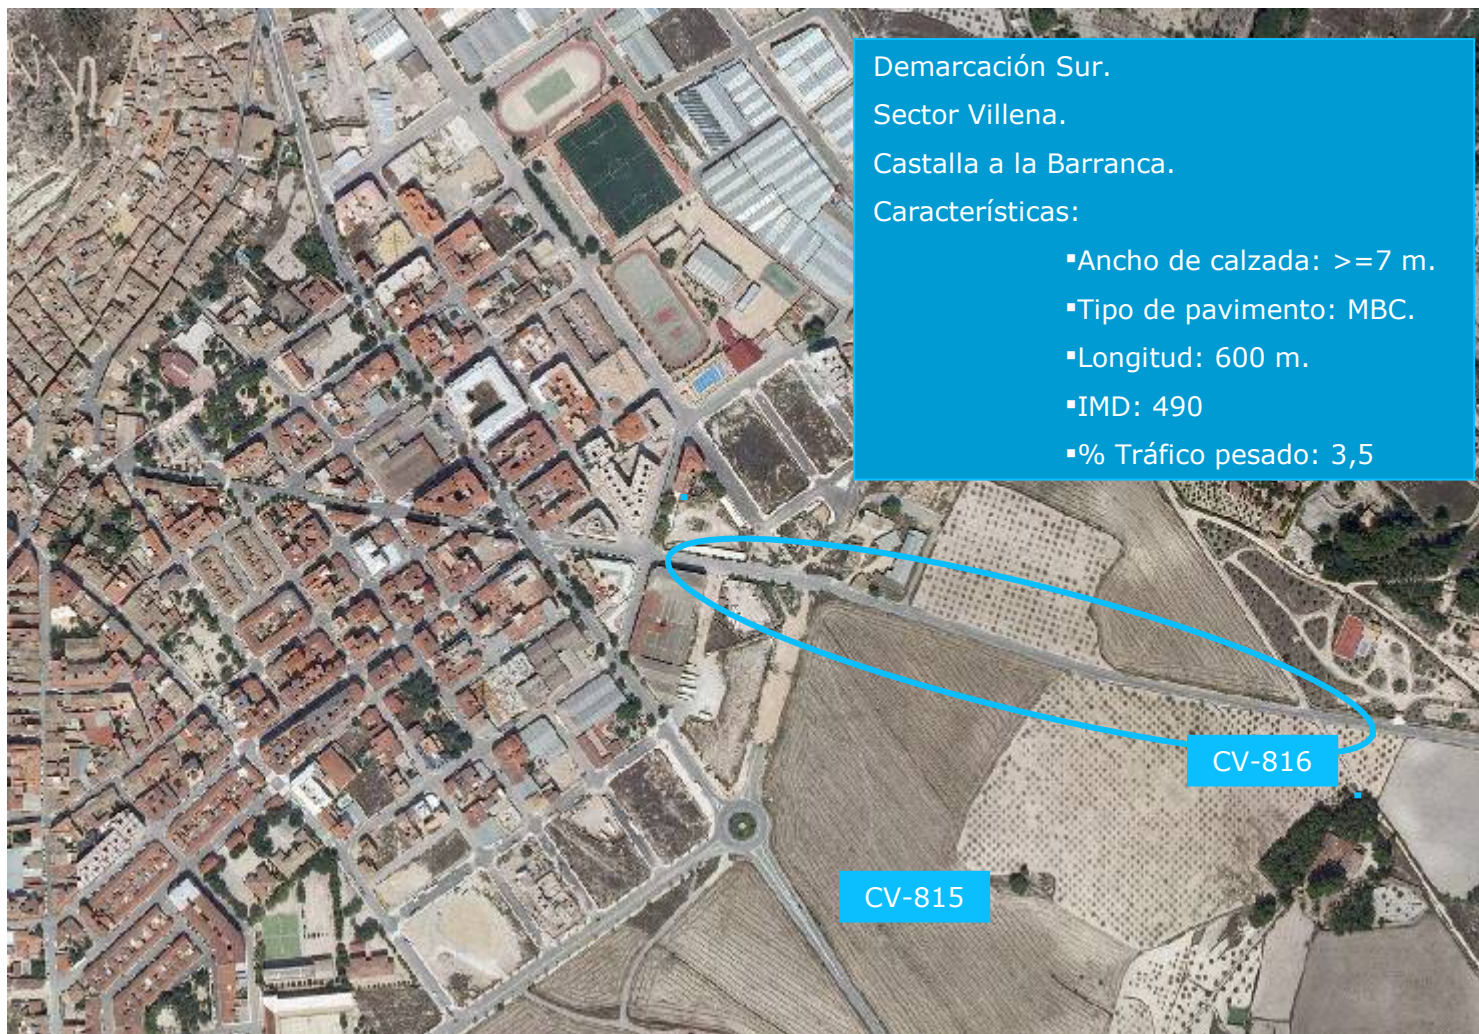 Demarcación Sur.
Sector Villena.
Castalla a la Barranca.
Características:
▪Ancho de calzada: >=7 m.
▪Tipo de pavimento: MBC.
▪Longitud: 600 m.
▪IMD: 490
▪% Tráfico pesado: 3,5
CV-816
CV-815